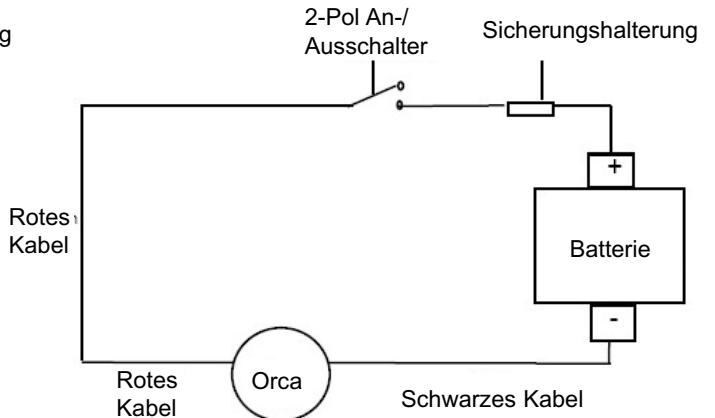 g
2-Pol An-/
Ausschalter
Sicherungshalterung
+
Rotes
Kabel
Batterie
-
Orca
Rotes
Kabel
Schwarzes Kabel